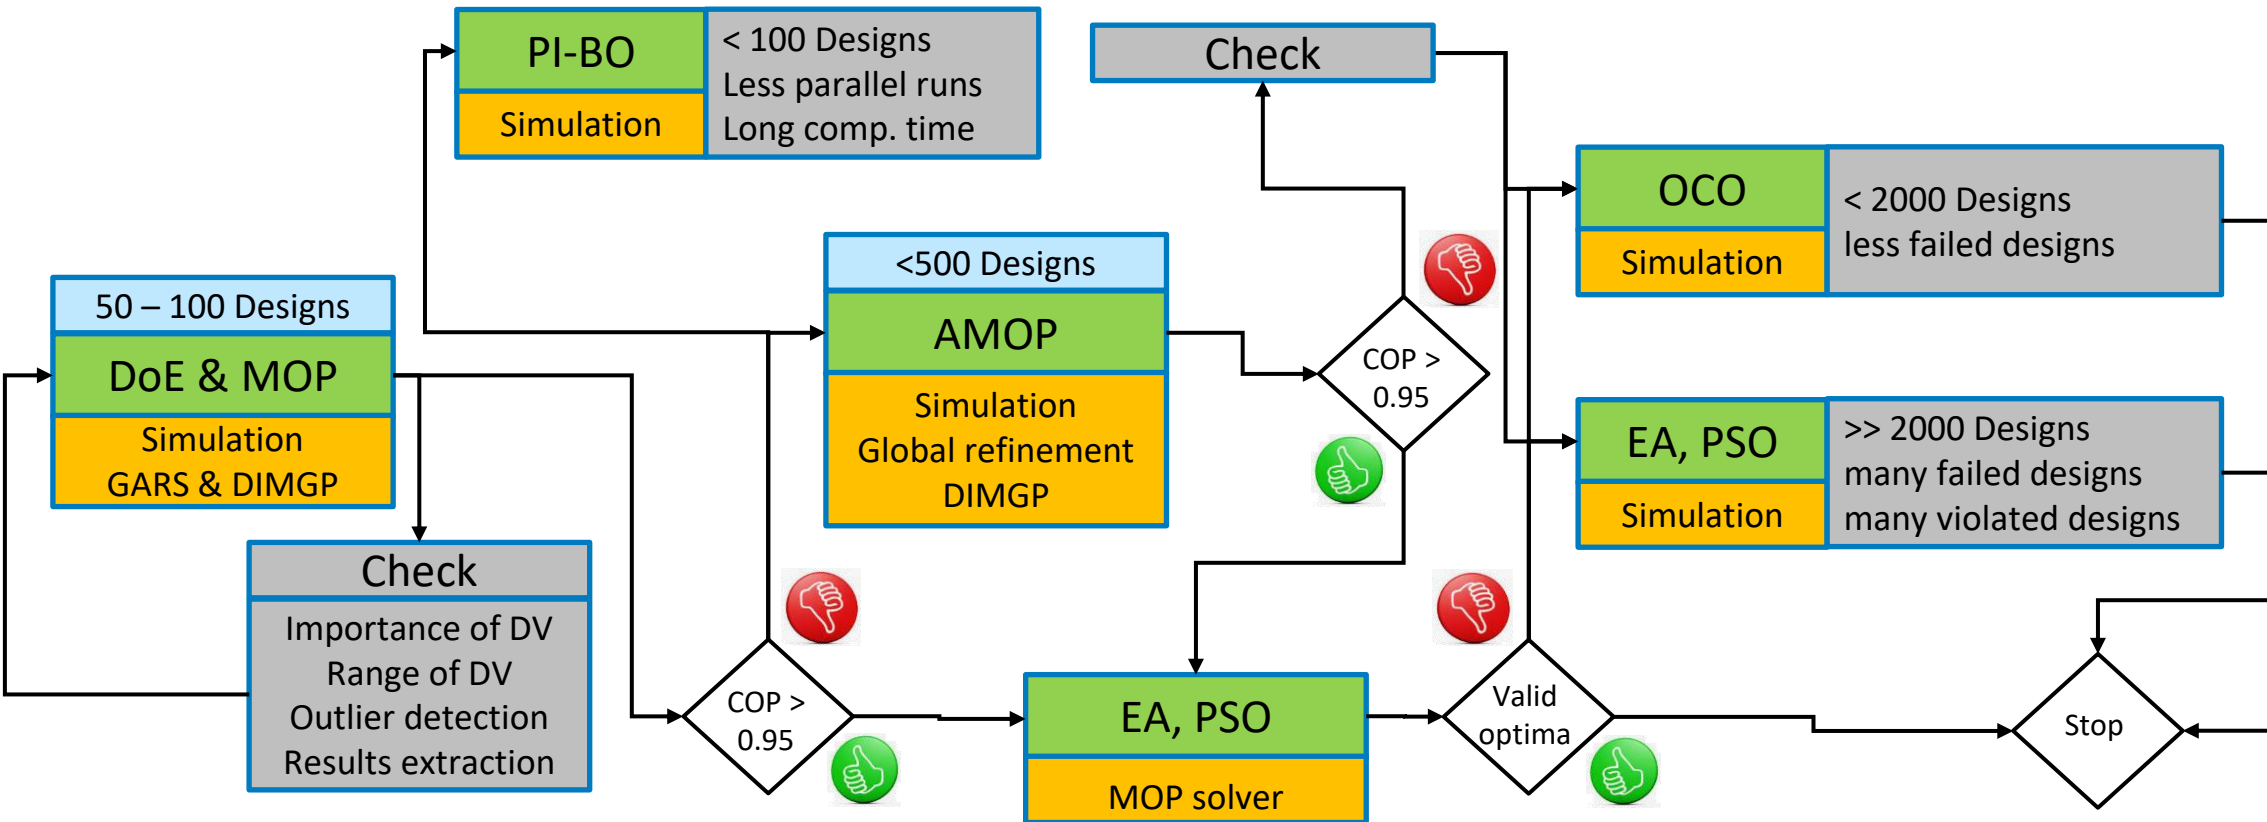 PI-BO
Simulation
< 100 Designs
Less parallel runs
Long comp. time
Check
OCO
Simulation
< 2000 Designs
less failed designs
<500 Designs
AMOP
Simulation
Global refinement
DIMGP
COP >
0.95
50 – 100 Designs
DoE & MOP
Simulation
GARS & DIMGP
EA, PSO
Simulation
>> 2000 Designs
many failed designs
many violated designs
Check
Importance of DV
Range of DV
Outlier detection
Results extraction
COP >
0.95
EA, PSO
MOP solver
Valid
optima
Stop